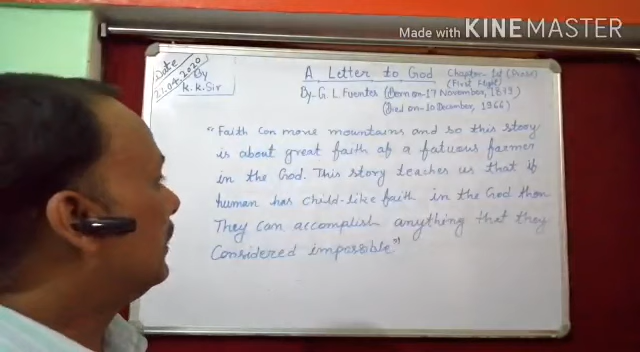 Made with KINEMASTER
Date
21.04.2020
By
K.K.Sir
A Letter to God Chapter-1st (Prose)
(First Flight)
By-G. L Fuentes (Born on-17 November, 1819)
(Died on-10 December, 1966)
"Faith can move mountains and so this story
is about great faith of a fatuous farmer
in the God. This story teaches us that if
human has child-like faith in the God then
They can accomplish anything that they
Considered impossible"